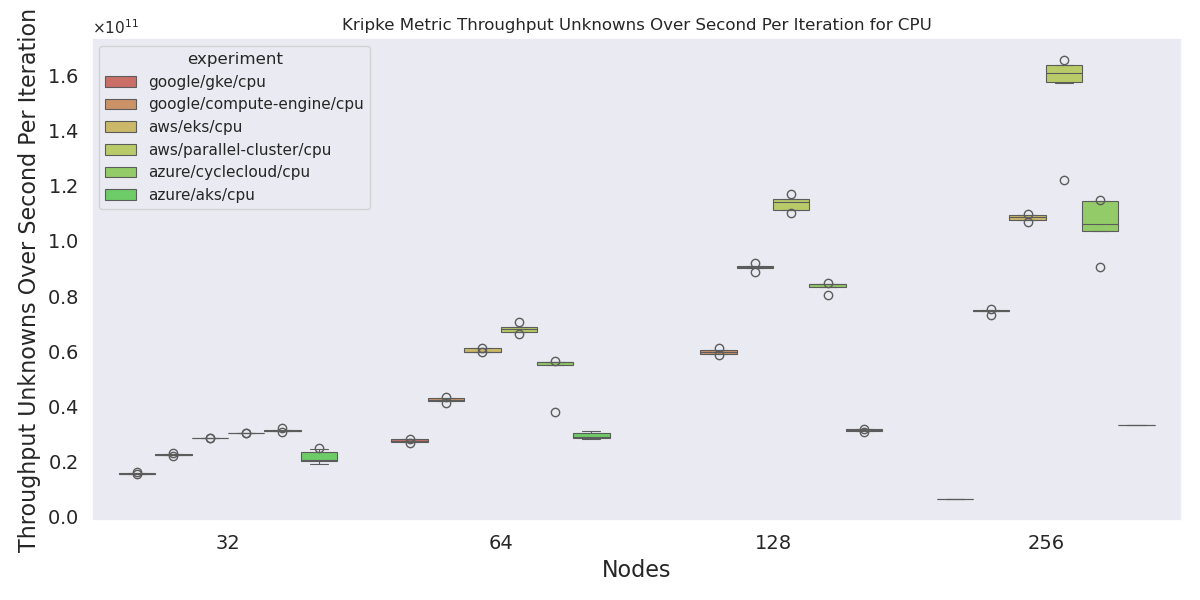 Kripke Metric Throughput Unknowns Over Second Per Iteration for CPU
×10¹¹
Throughput Unknowns Over Second Per Iteration
1.6
1.4
1.2
1.0
0.8
0.6
0.4
0.2
0.0
experiment
google/gke/cpu
google/compute-engine/cpu
aws/eks/cpu
aws/parallel-cluster/cpu
azure/cyclecloud/cpu
azure/aks/cpu
32 64 128 256
Nodes